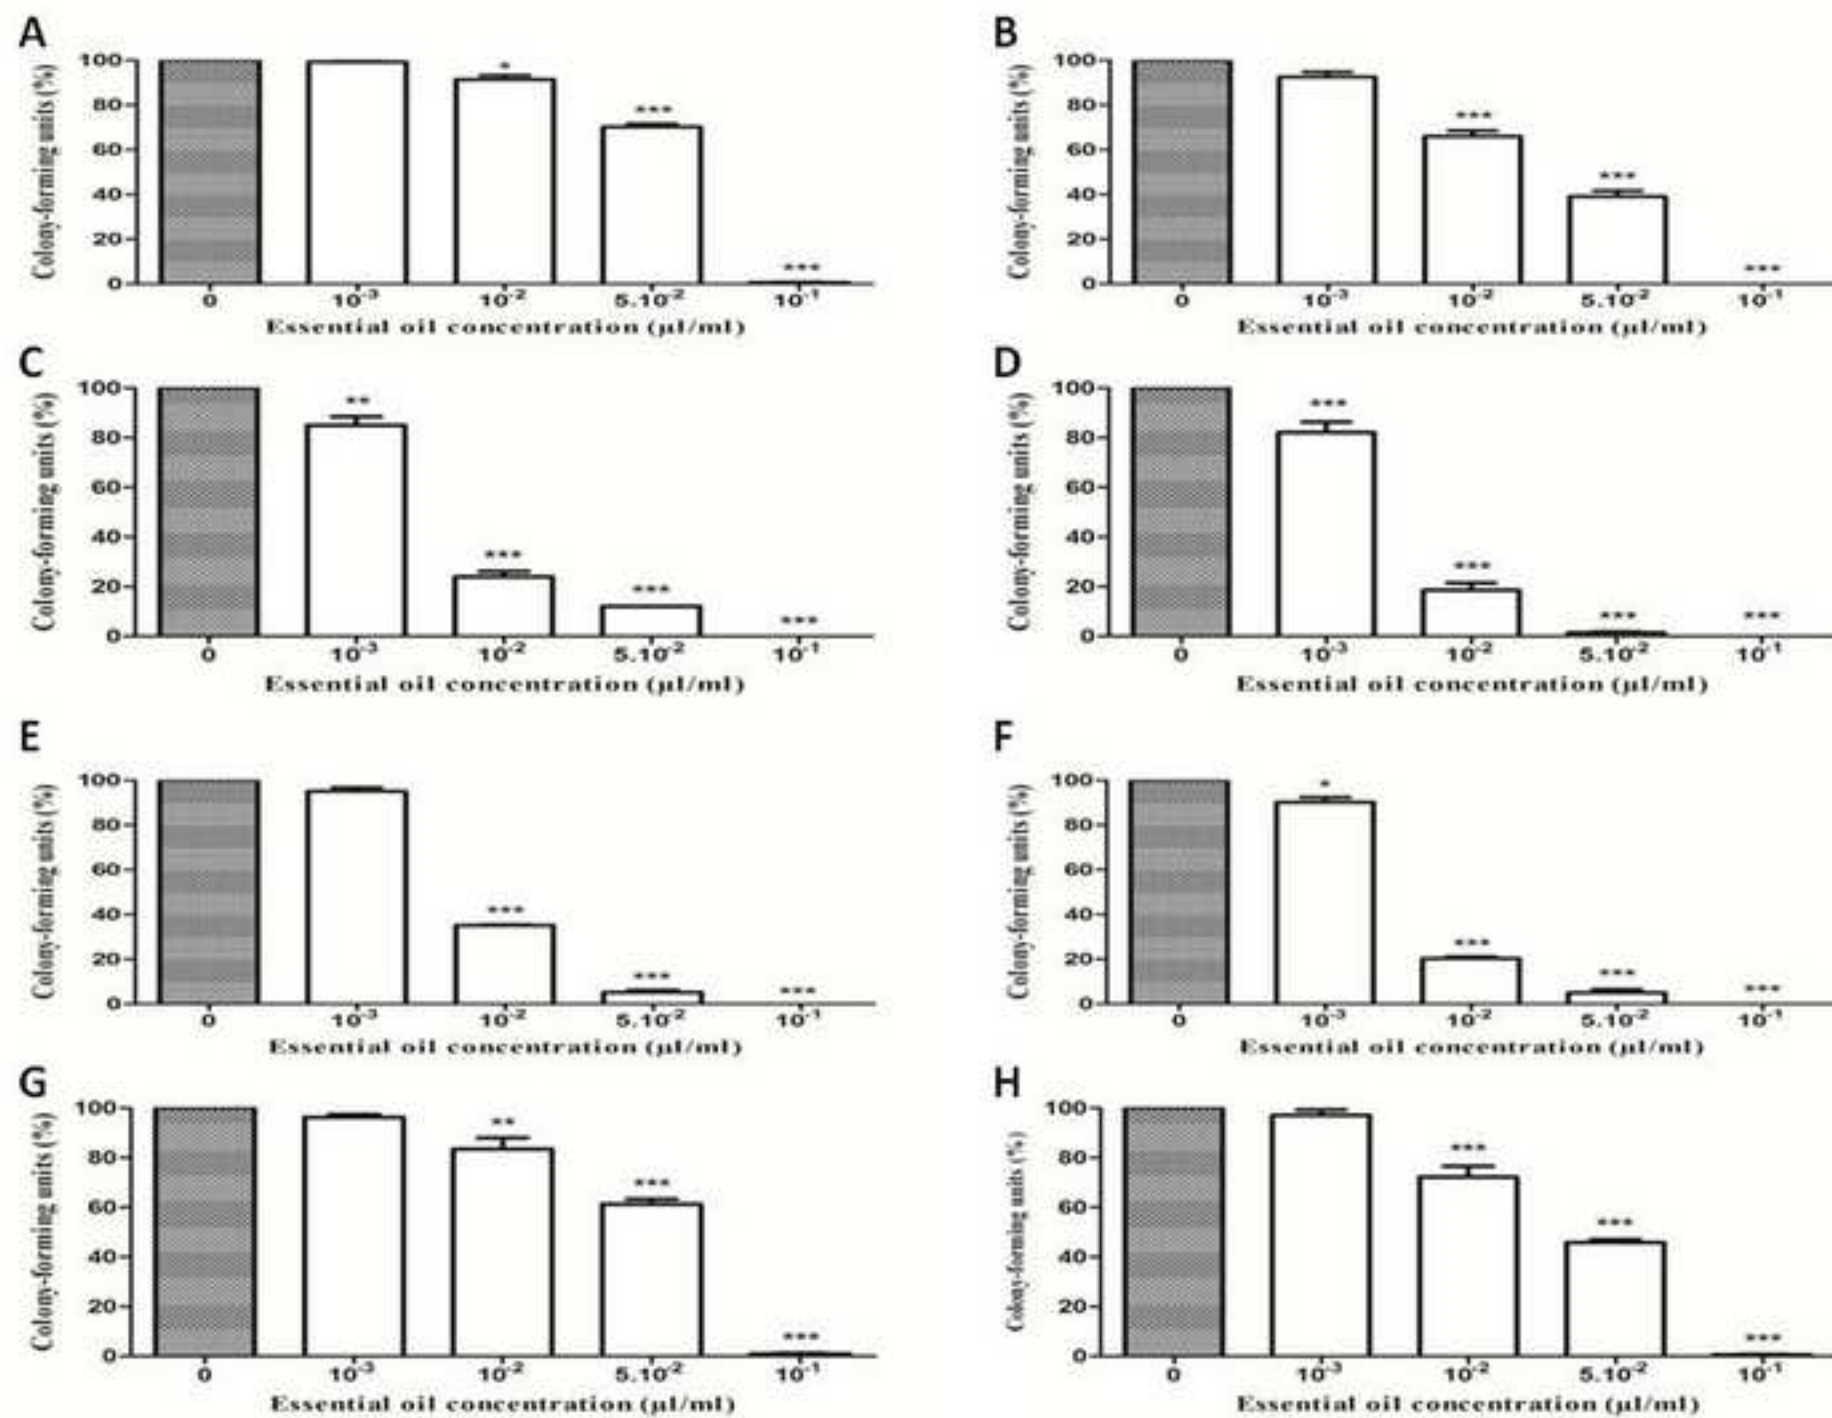 A
Colony-forming units (%)
100
80
60
40
20
0
*
***
***
0 10-3 10-2 5.10-2 10-1
Essential oil concentration (µl/ml)
B
Colony-forming units (%)
100
80
60
40
20
0
***
***
***
0 10-3 10-2 5.10-2 10-1
Essential oil concentration (µl/ml)
C
Colony-forming units (%)
100
80
60
40
20
0
**
***
***
***
0 10-3 10-2 5.10-2 10-1
Essential oil concentration (µl/ml)
D
Colony-forming units (%)
100
80
60
40
20
0
***
***
***
***
0 10-3 10-2 5.10-2 10-1
Essential oil concentration (µl/ml)
E
Colony-forming units (%)
100
80
60
40
20
0
***
***
***
0 10-3 10-2 5.10-2 10-1
Essential oil concentration (µl/ml)
F
Colony-forming units (%)
100
80
60
40
20
0
*
***
***
***
0 10-3 10-2 5.10-2 10-1
Essential oil concentration (µl/ml)
G
Colony-forming units (%)
100
80
60
40
20
0
**
***
***
0 10-3 10-2 5.10-2 10-1
Essential oil concentration (µl/ml)
H
Colony-forming units (%)
100
80
60
40
20
0
***
***
***
0 10-3 10-2 5.10-2 10-1
Essential oil concentration (µl/ml)